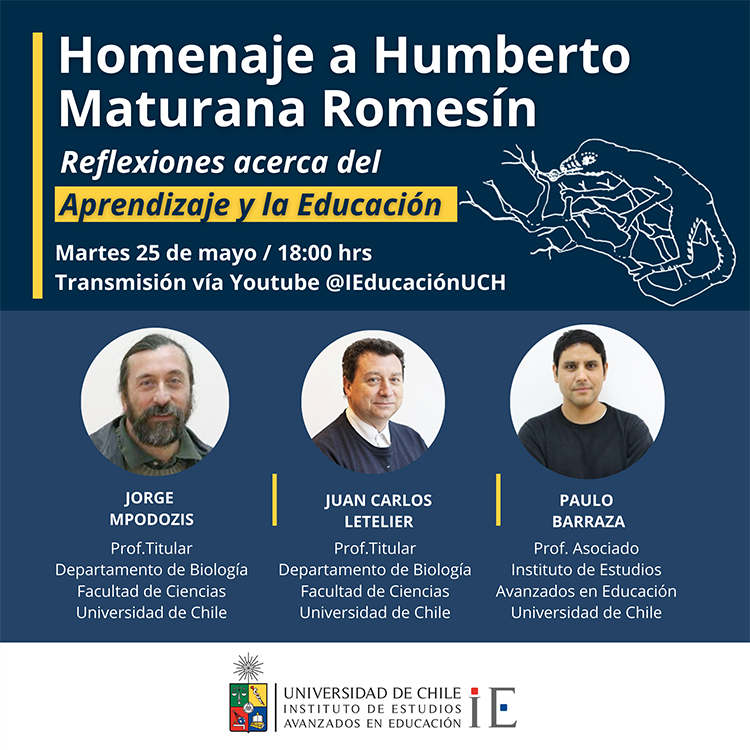 Homenaje a Humberto
Maturana Romesín
Reflexiones acerca del
Aprendizaje y la Educación
Martes 25 de mayo / 18:00 hrs
Transmisión vía Youtube @IEducaciónUCH
JORGE
MPODOZIS
Prof.Titular
Departamento de Biología
Facultad de Ciencias
Universidad de Chile
JUAN CARLOS
LETELIER
Prof.Titular
Departamento de Biología
Facultad de Ciencias
Universidad de Chile
PAULO
BARRAZA
Prof. Asociado
Instituto de Estudios
Avanzados en Educación
Universidad de Chile
UNIVERSIDAD DE CHILE
INSTITUTO DE ESTUDIOS
AVANZADOS EN EDUCACIÓN
iE